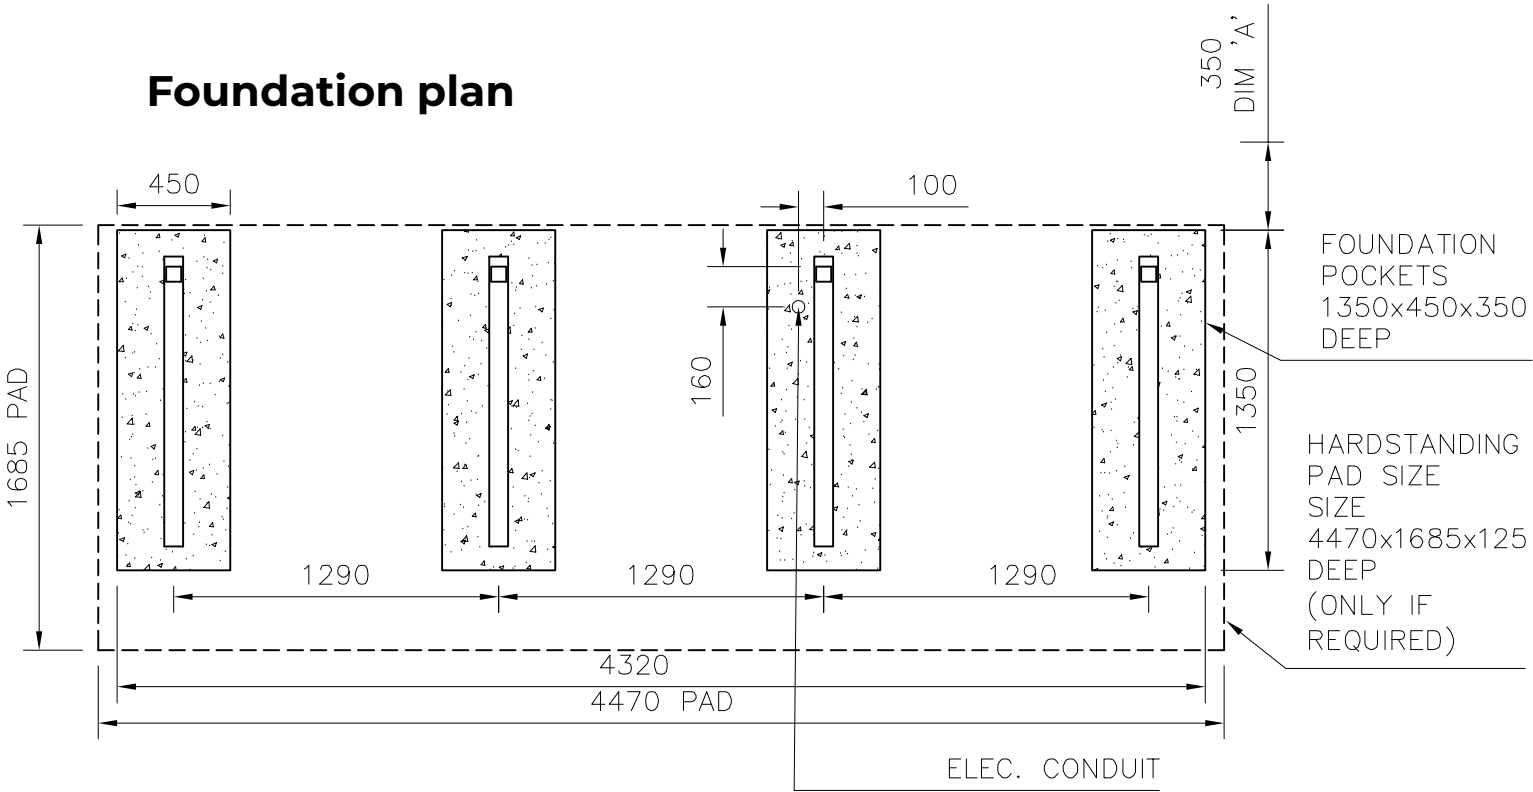 350
DIM 'A'
Foundation plan
450
100
FOUNDATION
POCKETS
1350x450x350
DEEP
160
1350
1685 PAD
HARDSTANDING
PAD SIZE
SIZE
4470x1685x125
DEEP
(ONLY IF
REQUIRED)
1290
1290
1290
4320
4470 PAD
ELEC. CONDUIT